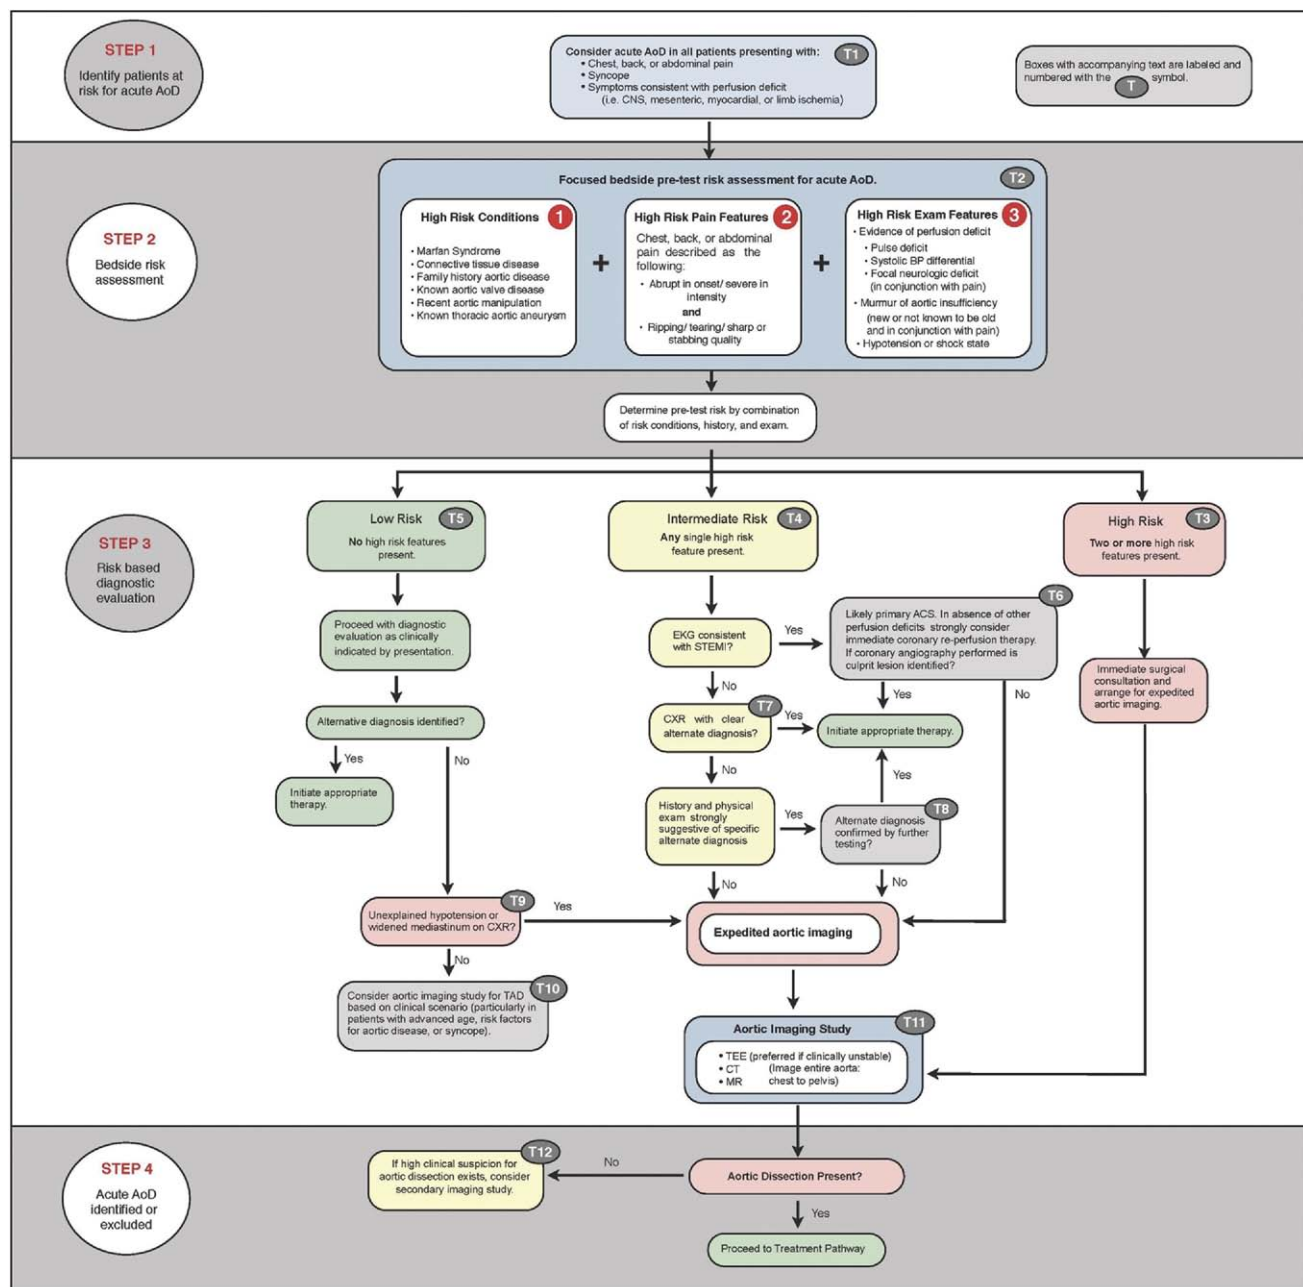 STEP 1
Identify patients at
risk for acute AoD
Consider acute AoD in all patients presenting with:
T1
• Chest, back, or abdominal pain
• Syncope
• Symptoms consistent with perfusion deficit
(i.e. CNS, mesenteric, myocardial, or limb ischemia)
Boxes with accompanying text are labeled and
numbered with the T symbol.
STEP 2
Bedside risk
assessment
Focused bedside pre-test risk assessment for acute AoD.
T2
High Risk Conditions
1
• Marfan Syndrome
• Connective tissue disease
• Family history aortic disease
• Known aortic valve disease
• Recent aortic manipulation
• Known thoracic aortic aneurysm
+
High Risk Pain Features
2
Chest, back, or abdominal
pain described as the
following:
• Abrupt in onset/ severe in
intensity
and
• Ripping/ tearing/ sharp or
stabbing quality
+
High Risk Exam Features
3
• Evidence of perfusion deficit
• Pulse deficit
• Systolic BP differential
• Focal neurologic deficit
(in conjunction with pain)
• Murmur of aortic insufficiency
(new or not known to be old
and in conjunction with pain)
• Hypotension or shock state
Determine pre-test risk by combination
of risk conditions, history, and exam.
STEP 3
Risk based
diagnostic
evaluation
Low Risk
T5
No high risk features
present.
Proceed with diagnostic
evaluation as clinically
indicated by presentation.
Alternative diagnosis identified?
Yes
No
Initiate appropriate
therapy.
Unexplained hypotension or
widened mediastinum on CXR?
T9
Yes
No
Consider aortic imaging study for TAD
based on clinical scenario (particularly in
patients with advanced age, risk factors
for aortic disease, or syncope).
T10
Intermediate Risk
T4
Any single high risk
feature present.
EKG consistent
with STEMI?
Yes
No
Likely primary ACS. In absence of other
perfusion deficits strongly consider
immediate coronary re-perfusion therapy.
If coronary angiography performed is
culprit lesion identified?
T6
Yes
No
CXR with clear
alternate diagnosis?
T7
Yes
No
Initiate appropriate therapy.
History and physical
exam strongly
suggestive of specific
alternate diagnosis
Yes
No
Alternate diagnosis
confirmed by further
testing?
T8
Yes
No
Expedited aortic imaging
High Risk
T3
Two or more high risk
features present.
Immediate surgical
consultation and
arrange for expedited
aortic imaging.
Aortic Imaging Study
T11
• TEE (preferred if clinically unstable)
• CT (Image entire aorta:
• MR chest to pelvis)
STEP 4
Acute AoD
identified or
excluded
Aortic Dissection Present?
No
Yes
If high clinical suspicion for
aortic dissection exists, consider
secondary imaging study.
T12
Proceed to Treatment Pathway